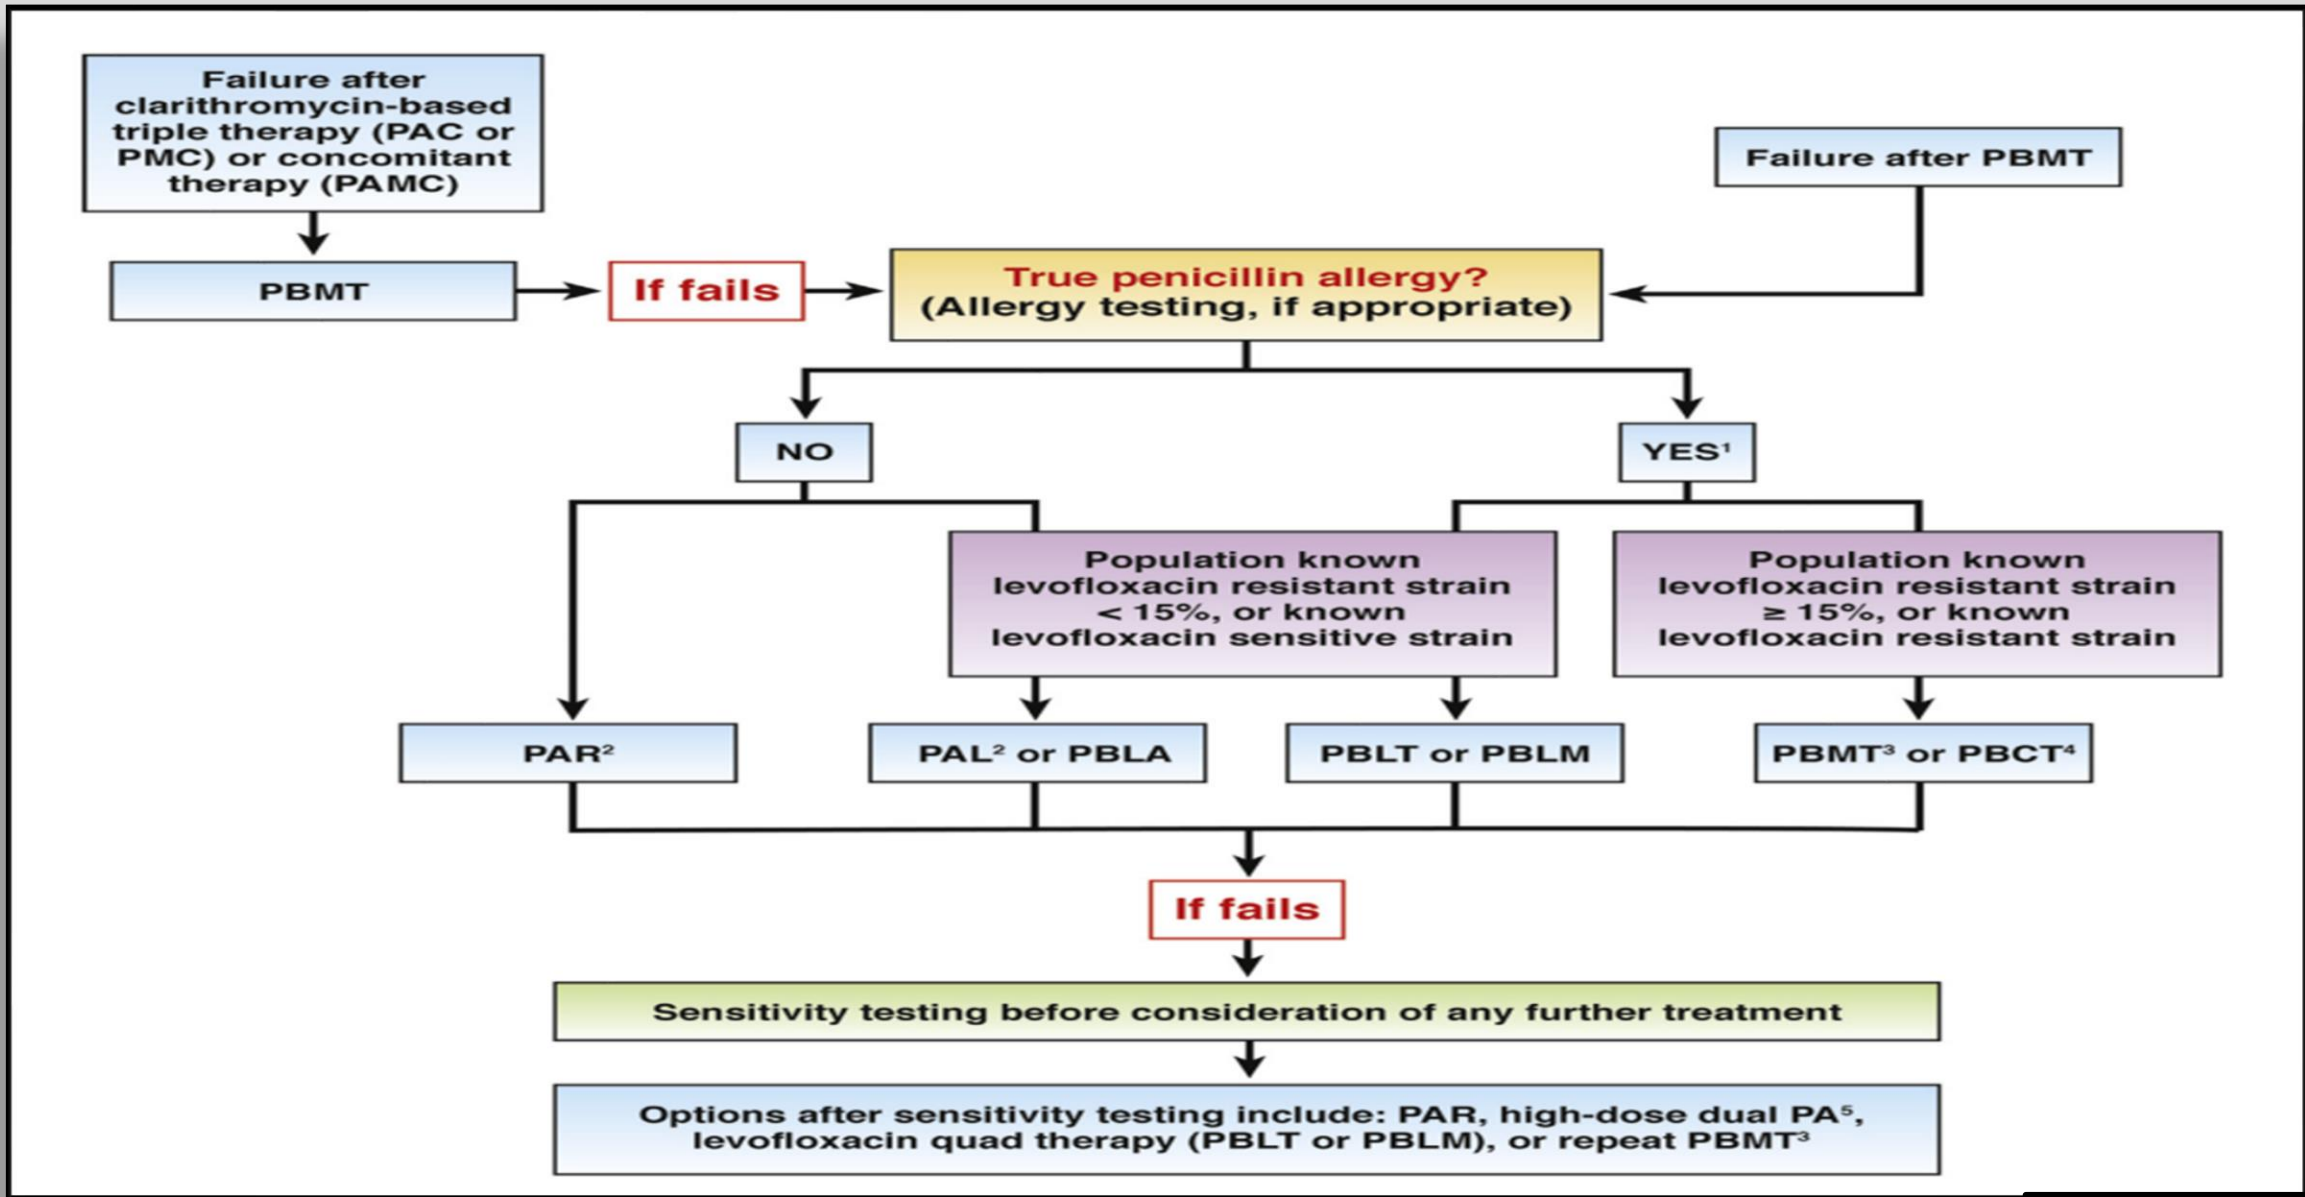 Failure after
clarithromycin-based
triple therapy (PAC or
PMC) or concomitant
therapy (PAMC)
Failure after PBMT
PBMT
If fails
True penicillin allergy?
(Allergy testing, if appropriate)
NO
YES¹
Population known
levofloxacin resistant strain
< 15%, or known
levofloxacin sensitive strain
Population known
levofloxacin resistant strain
≥ 15%, or known
levofloxacin resistant strain
PAR²
PAL² or PBLA
PBLT or PBLM
PBMT³ or PBCT⁴
If fails
Sensitivity testing before consideration of any further treatment
Options after sensitivity testing include: PAR, high-dose dual PA⁵,
levofloxacin quad therapy (PBLT or PBLM), or repeat PBMT³